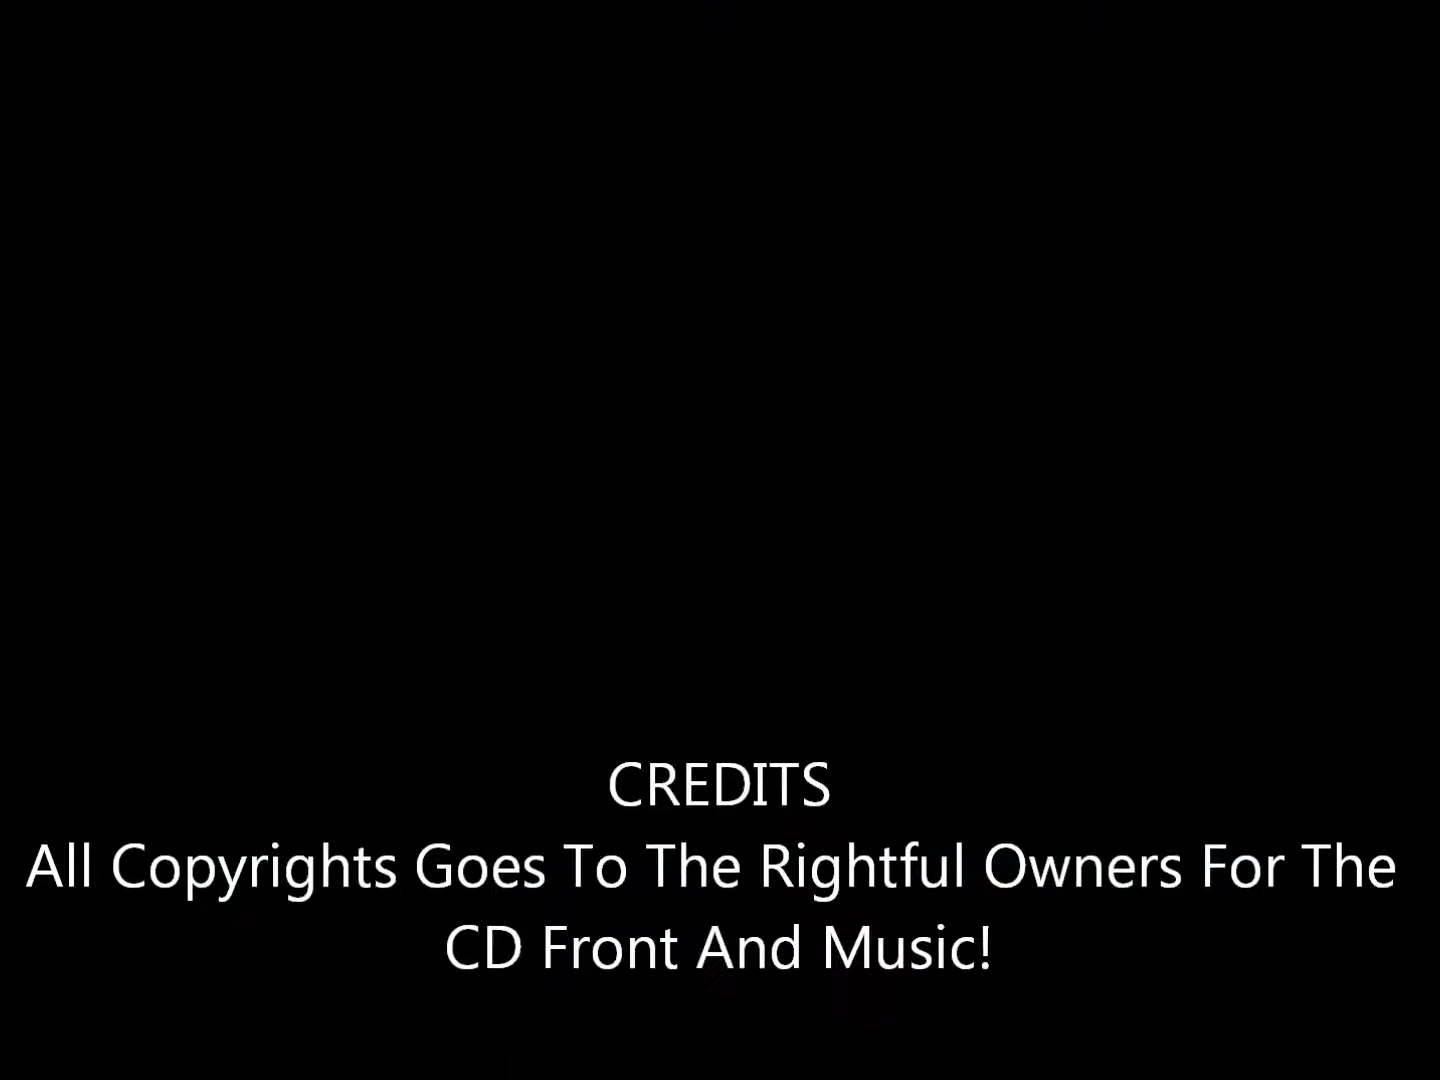 CREDITS
All Copyrights Goes To The Rightful Owners For The
CD Front And Music!